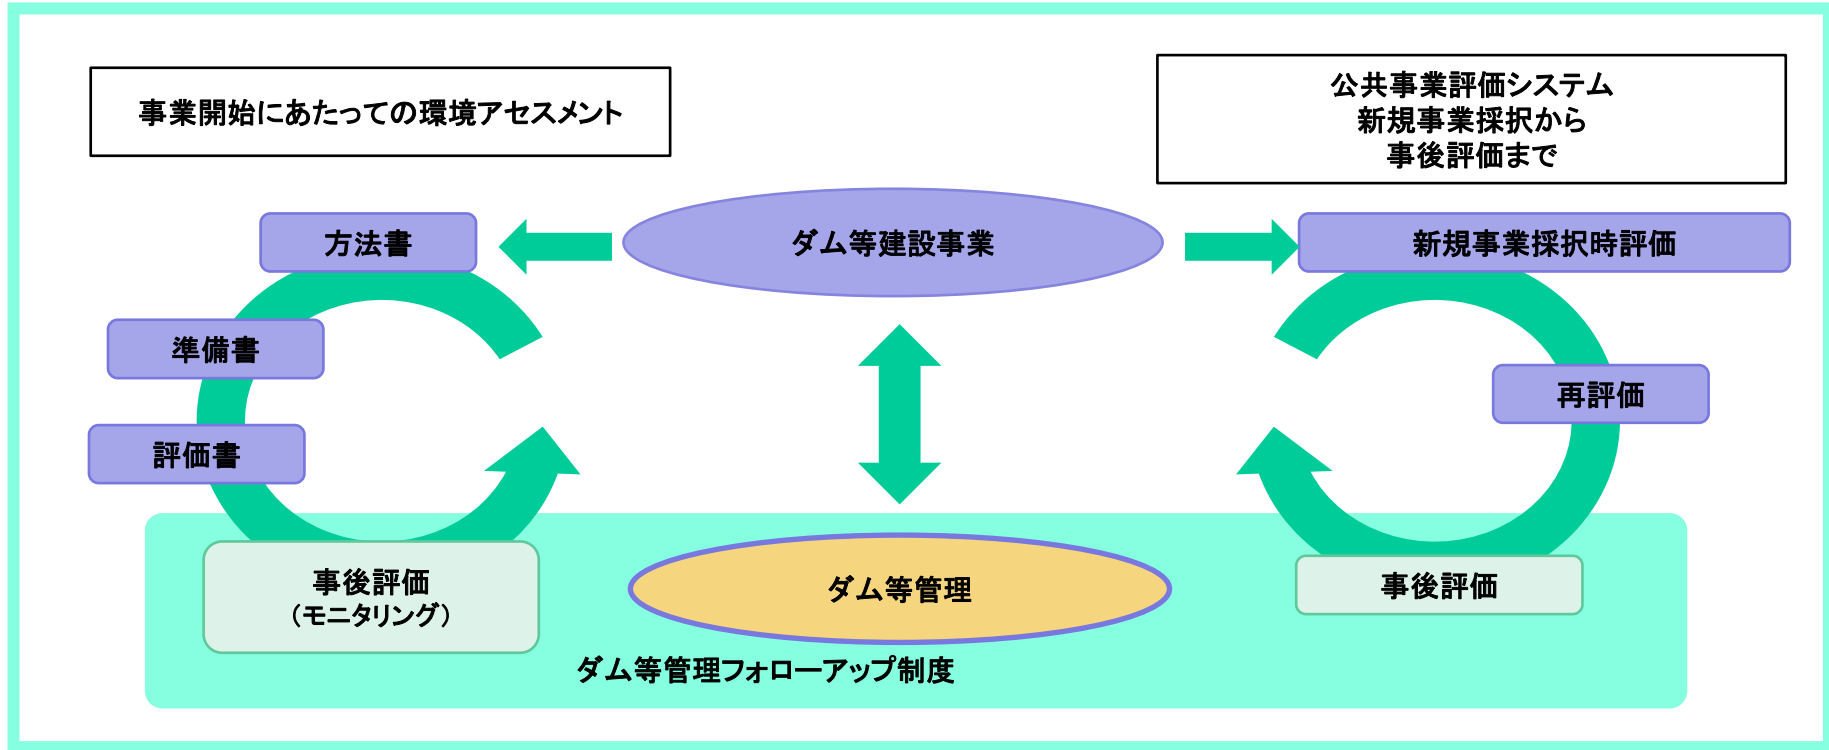 事業開始にあたっての環境アセスメント
公共事業評価システム
新規事業採択から
事後評価まで
方法書
ダム等建設事業
新規事業採択時評価
準備書
再評価
評価書
事後評価
（モニタリング）
ダム等管理
事後評価
ダム等管理フォローアップ制度